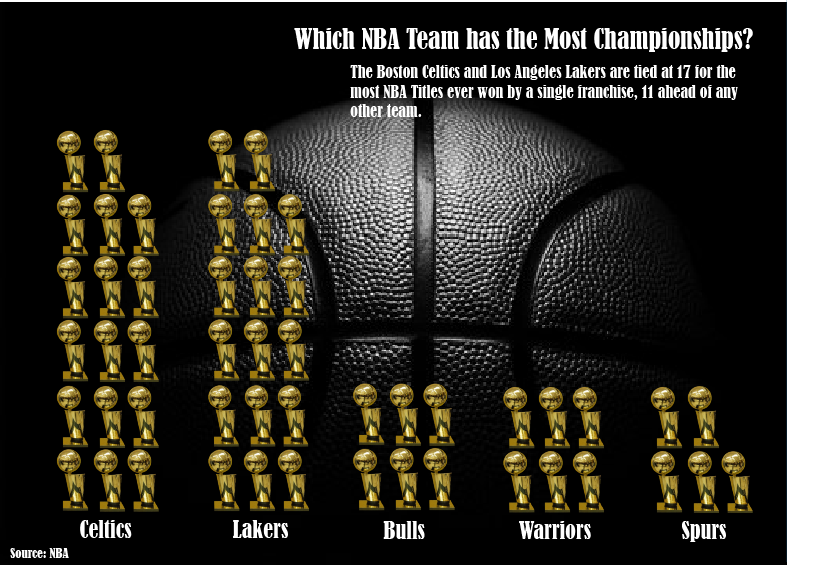 Which NBA Team has the Most Championships?
The Boston Celtics and Los Angeles Lakers are tied at 17 for the
most NBA Titles ever won by a single franchise, 11 ahead of any
other team.
Celtics
Lakers
Bulls
Warriors
Spurs
Source: NBA